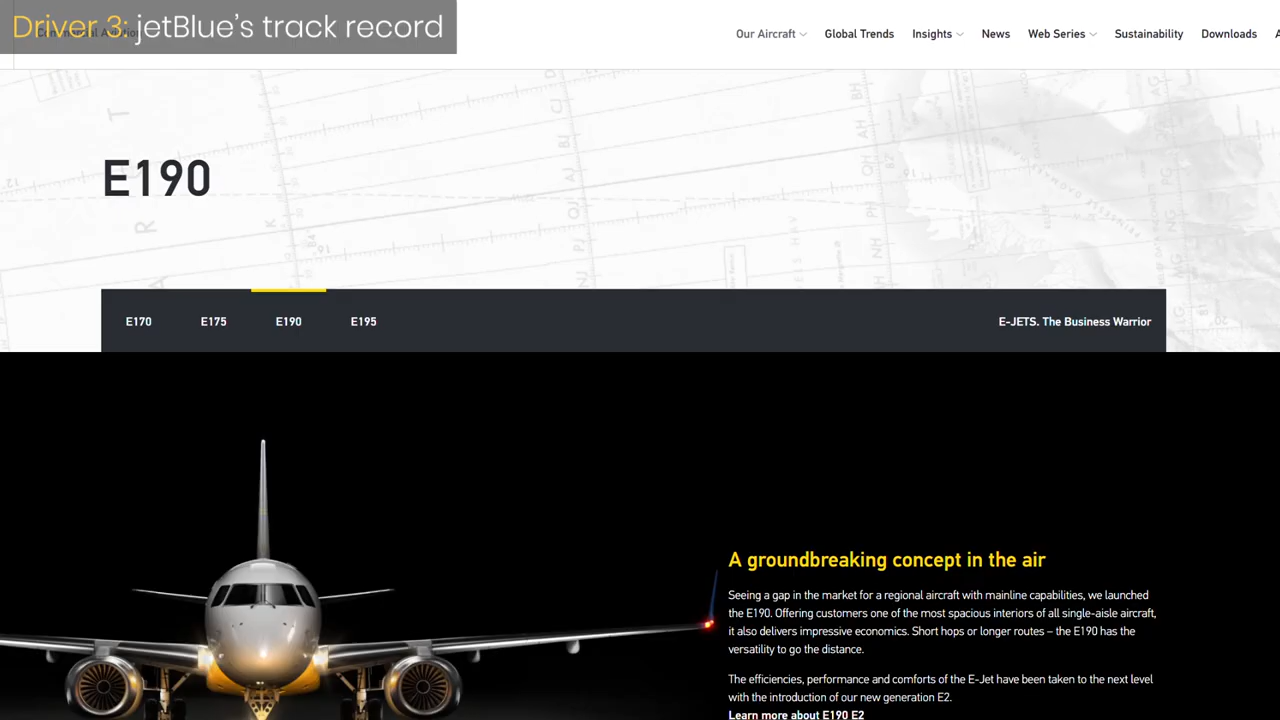 Driver 3: jetBlue's track record
Our Aircraft
Global Trends
Insights
News
Web Series
Sustainability
Downloads
E190
E170
E175
E190
E195
E-JETS. The Business Warrior
A groundbreaking concept in the air
Seeing a gap in the market for a regional aircraft with mainline capabilities, we launched
the E190. Offering customers one of the most spacious interiors of all single-aisle aircraft,
it also delivers impressive economics. Short hops or longer routes – the E190 has the
versatility to go the distance.
The efficiencies, performance and comforts of the E-Jet have been taken to the next level
with the introduction of our new generation E2.
Learn more about E190 E2